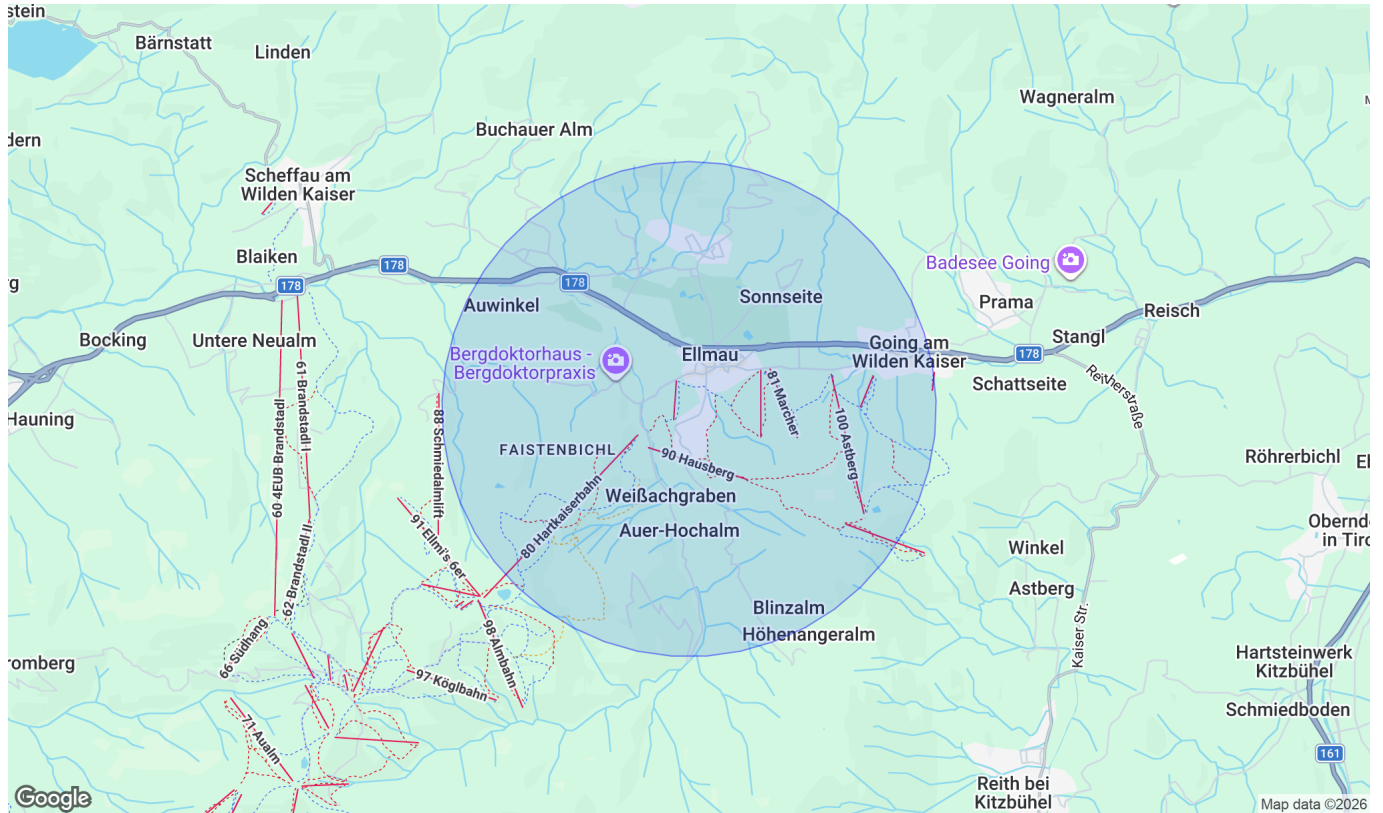 stein
Bärnstatt
Linden
Wagneralm
Buchauer Alm
dern
Scheffau am
Wilden Kaiser
Blaiken
178
178
178
Badesee Going
Auwinkel
Sonnseite
Prama
Reisch
Bocking
Untere Neualm
Stangl
Bergdoktorhaus -
Bergdoktorpraxis
Ellmau
Going am
Wilden Kaiser
178
Schattseite
Reitherstraße
Hauning
61 Brandstadl I
60 4EUB Brandstadl
88 Schmiedalmlift
81 Marcher
100 Astberg
FAISTENBICHL
90 Hausberg
Röhrerbichl
El
Weißachgraben
80 Hartkaiserbahn
91 Ellmi's 6er
Auer-Hochalm
Obernd
in Tiro
Winkel
62 Brandstadl II
Astberg
Blinzalm
Höhenangeralm
Kaiser Str.
66 Südhang
98 Almbahn
romberg
97 Köglbahn
Hartsteinwerk
Kitzbühel
Schmiedboden
71 Aualm
161
Reith bei
Kitzbühel
Google
Map data ©2026